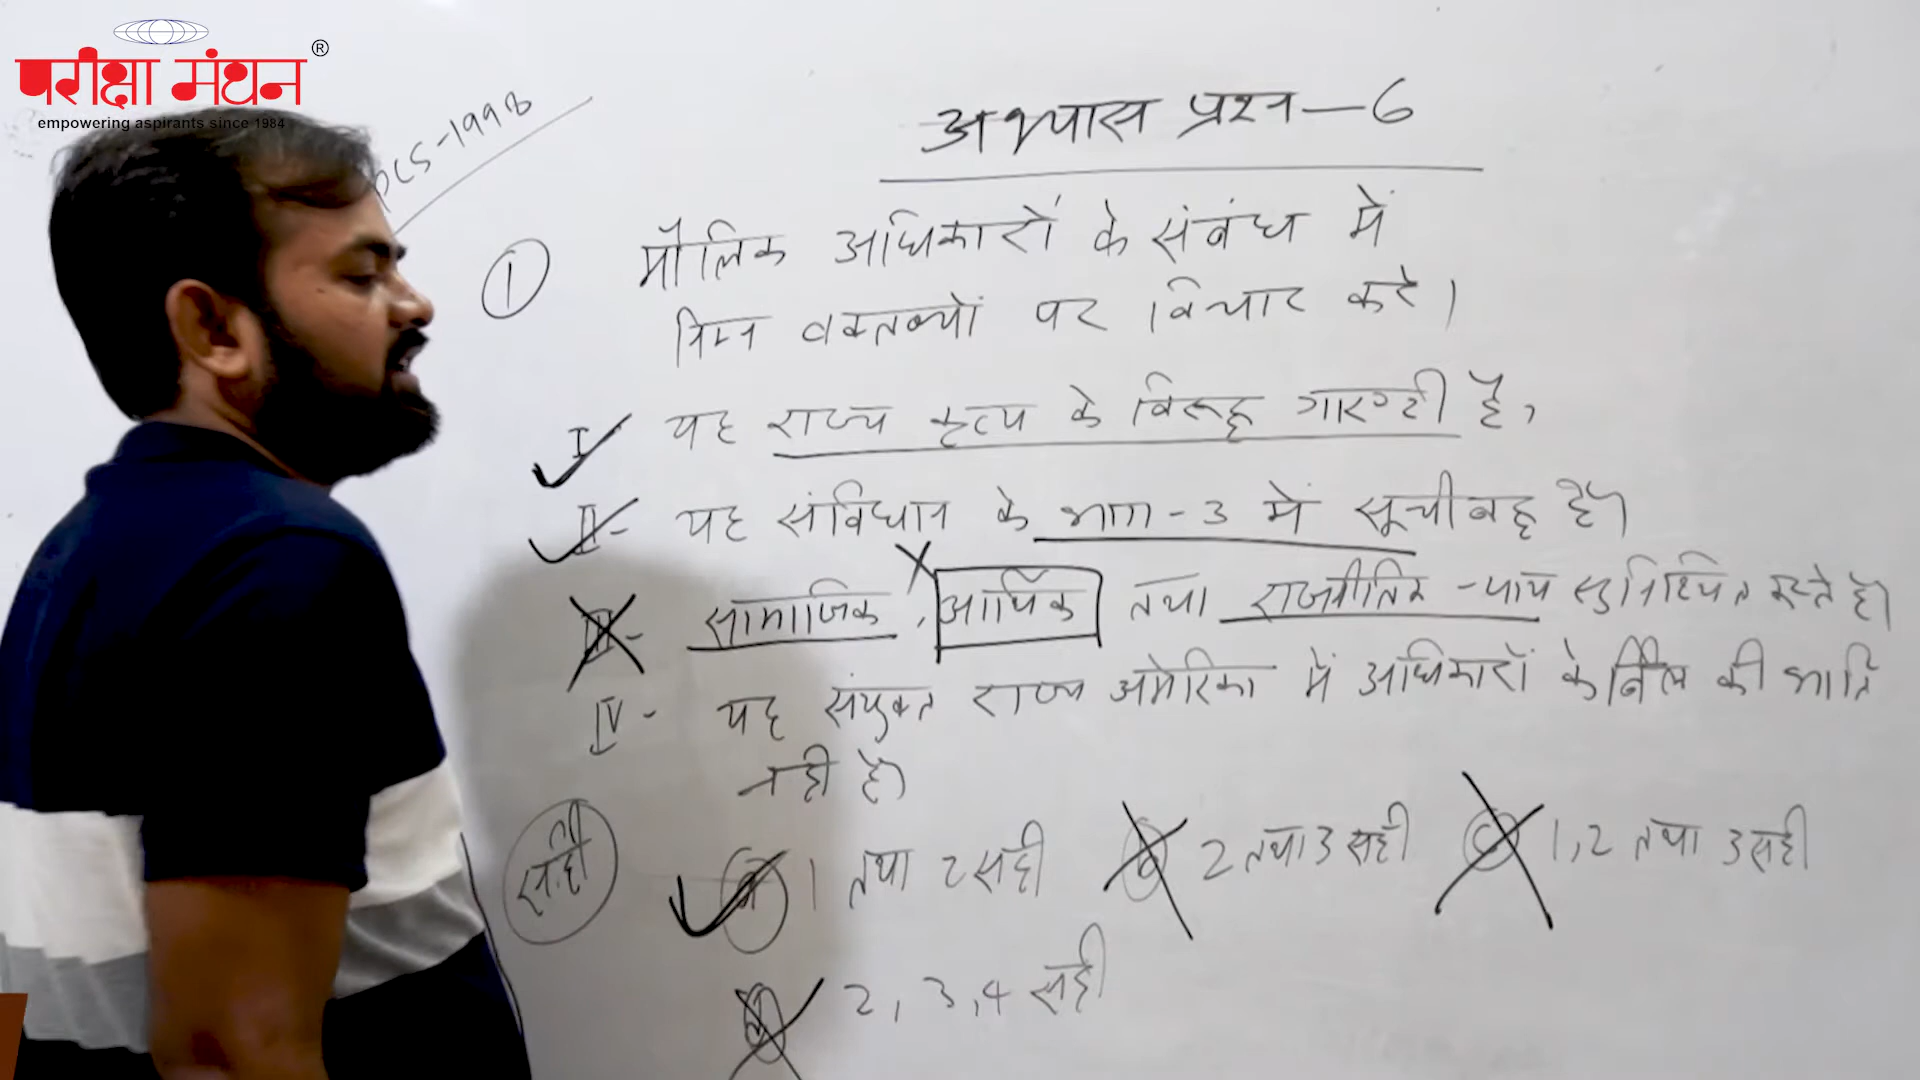 परीक्षा मंथन ®
empowering aspirants since 1984
PCS-1998
अभ्यास प्रश्न—6
① मौलिक अधिकारों के संबंध में
निम्न वक्तव्यों पर विचार करें।
I यह राज्य कृत्य के विरूद्ध गारण्टी है,
II- यह संविधान के भाग-3 में सूचीबद्ध है।
III- सामाजिक, आर्थिक तथा राजनीतिक -न्याय सुनिश्चित करते है।
IV- यह संयुक्त राज्य अमेरिका में अधिकारों के बिल की भाति
नही है।
सही 1 तथा 2 सही b 2 तथा 3 सही c 1,2 तथा 3 सही
2, 3,4 सही